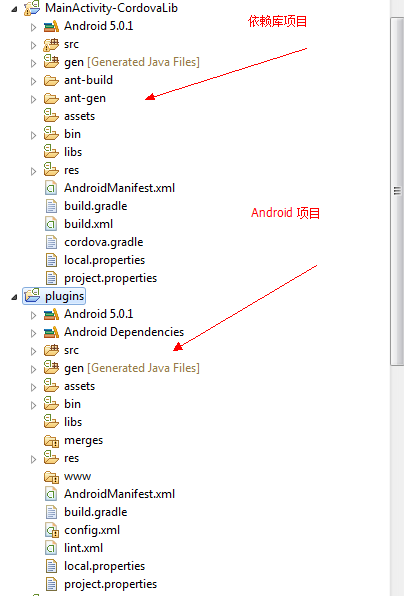 MainActivity-CordovaLib
依赖库项目
Android 5.0.1
src
gen [Generated Java Files]
ant-build
ant-gen
assets
bin
libs
res
AndroidManifest.xml
build.gradle
Android 项目
build.xml
cordova.gradle
local.properties
project.properties
plugins
Android 5.0.1
Android Dependencies
src
gen [Generated Java Files]
assets
bin
libs
merges
res
www
AndroidManifest.xml
build.gradle
config.xml
lint.xml
local.properties
project.properties